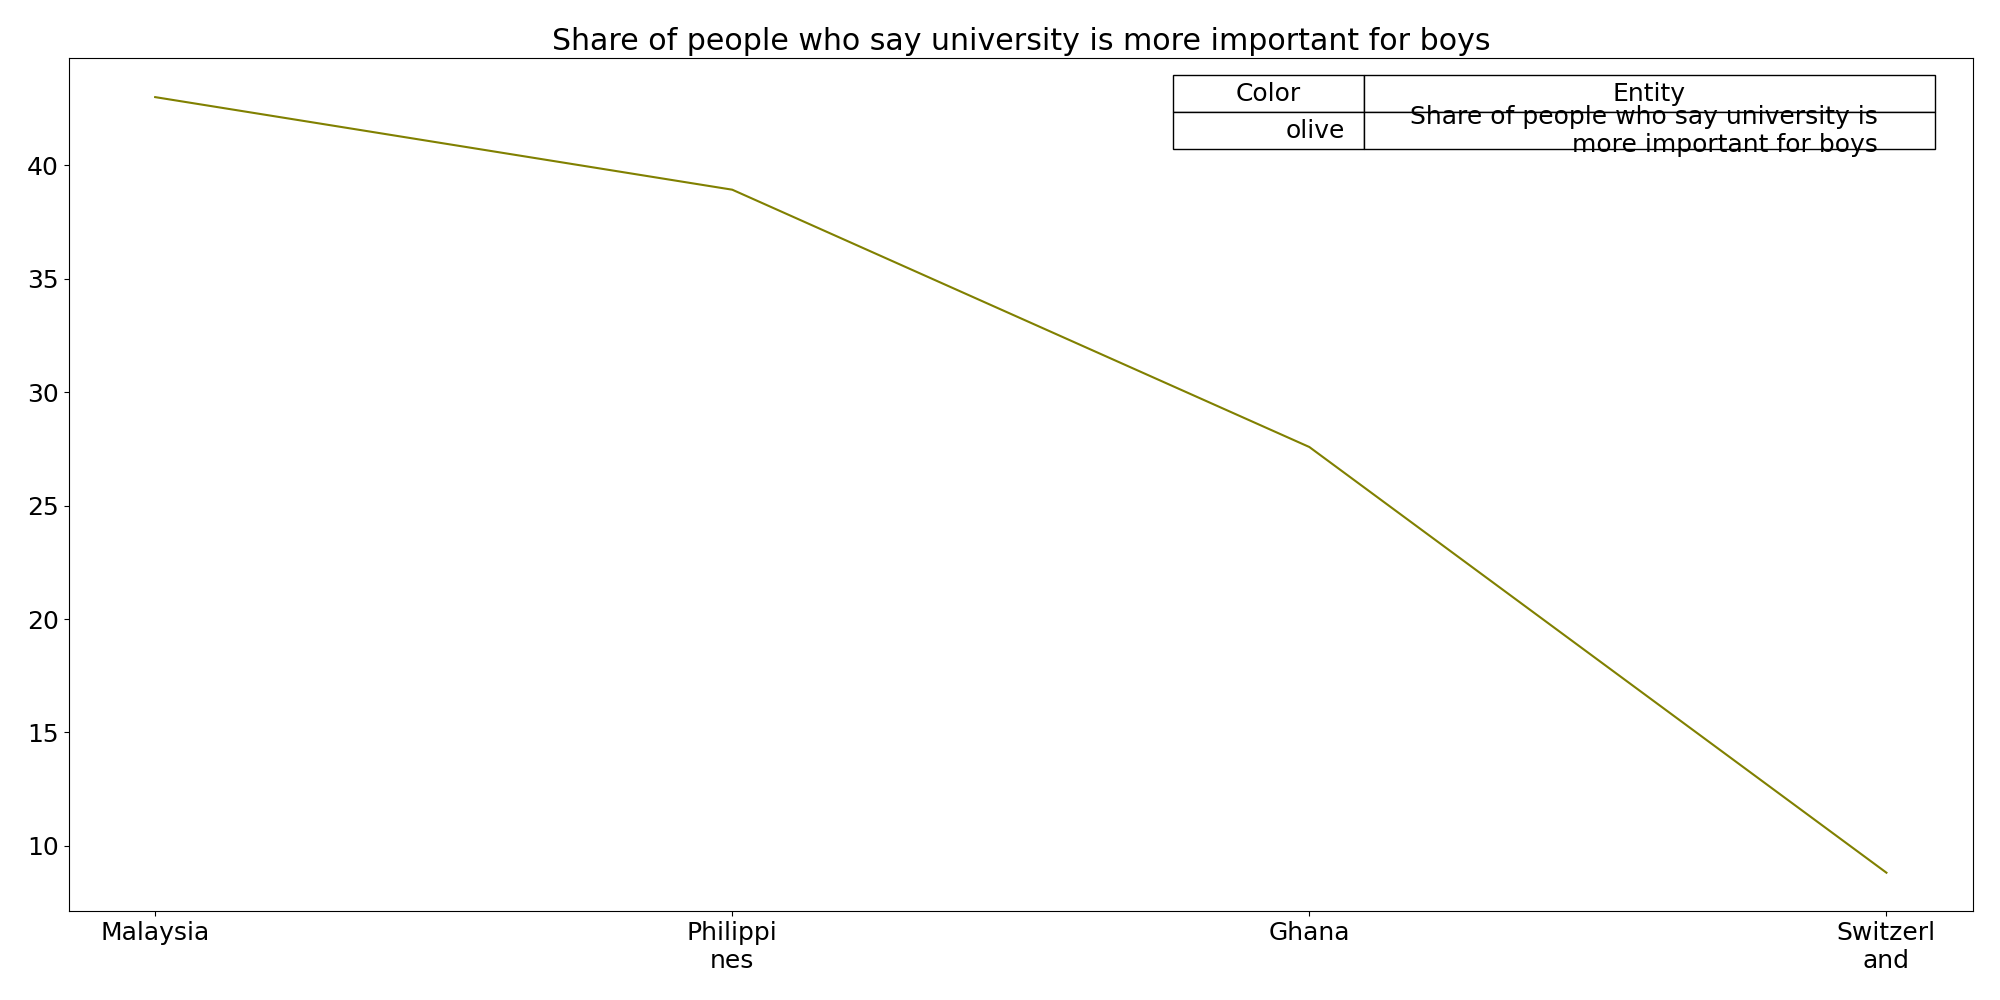 Share of people who say university is more important for boys
Color
Entity
olive
Share of people who say university is
more important for boys
40
35
30
25
20
15
10
Malaysia
Philippi
nes
Ghana
Switzerl
and